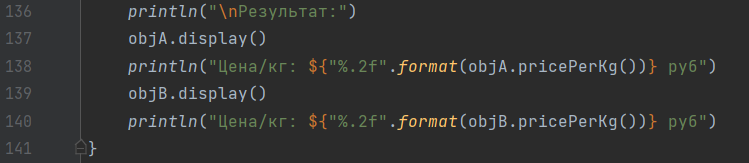 136 println("\nРезультат:")
137 objA.display()
138 println("Цена/кг: ${"%.2f".format(objA.pricePerKg())} руб")
139 objB.display()
140 println("Цена/кг: ${"%.2f".format(objB.pricePerKg())} руб")
141 }